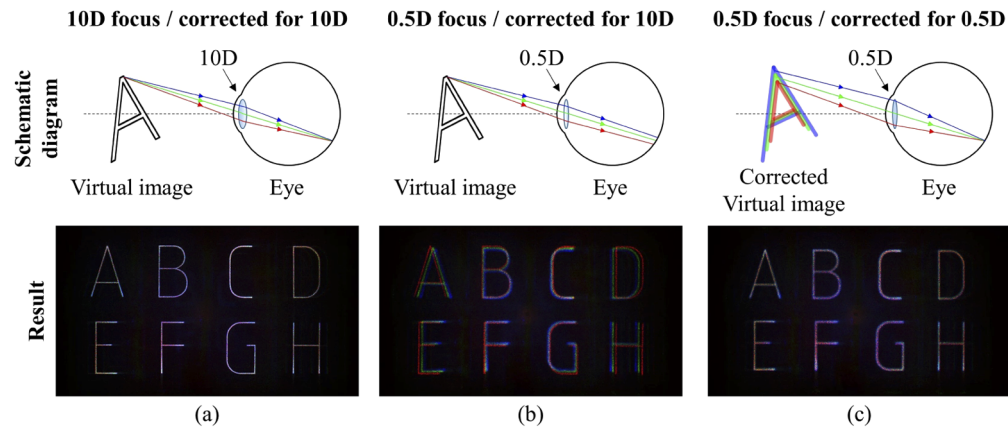 10D focus / corrected for 10D
0.5D focus / corrected for 10D
0.5D focus / corrected for 0.5D
Schematic
diagram
10D
0.5D
0.5D
Virtual image
Eye
Virtual image
Eye
Corrected
Virtual image
Eye
Result
A B C D
E F G H
A B C D
E F G H
A B C D
E F G H
(a)
(b)
(c)